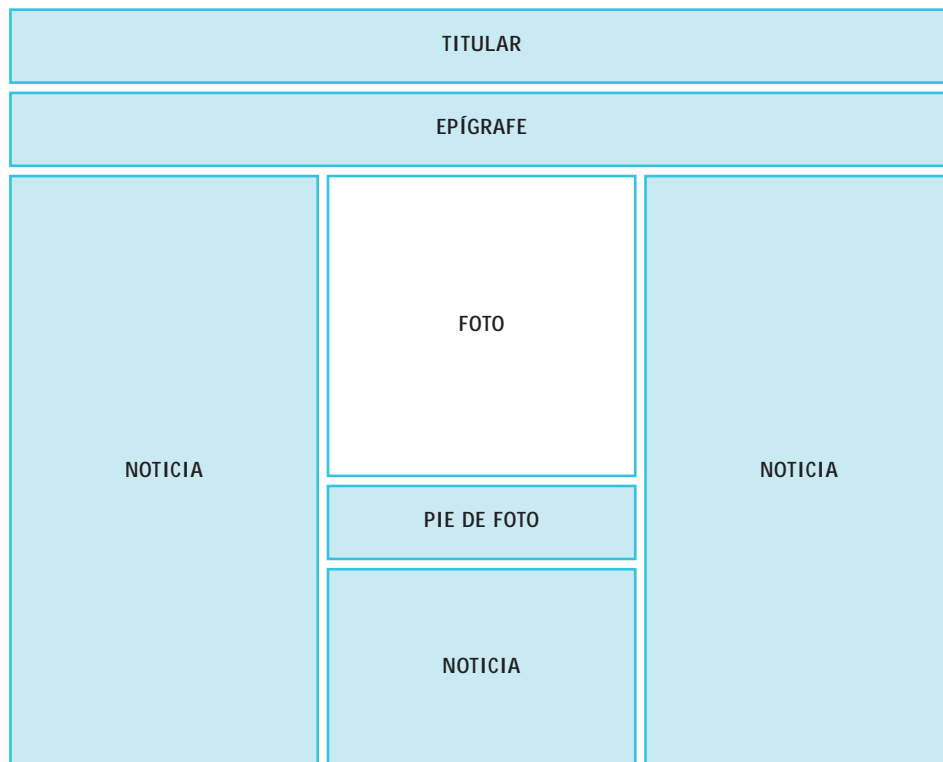 TITULAR
EPÍGRAFE
NOTICIA
FOTO
PIE DE FOTO
NOTICIA
NOTICIA